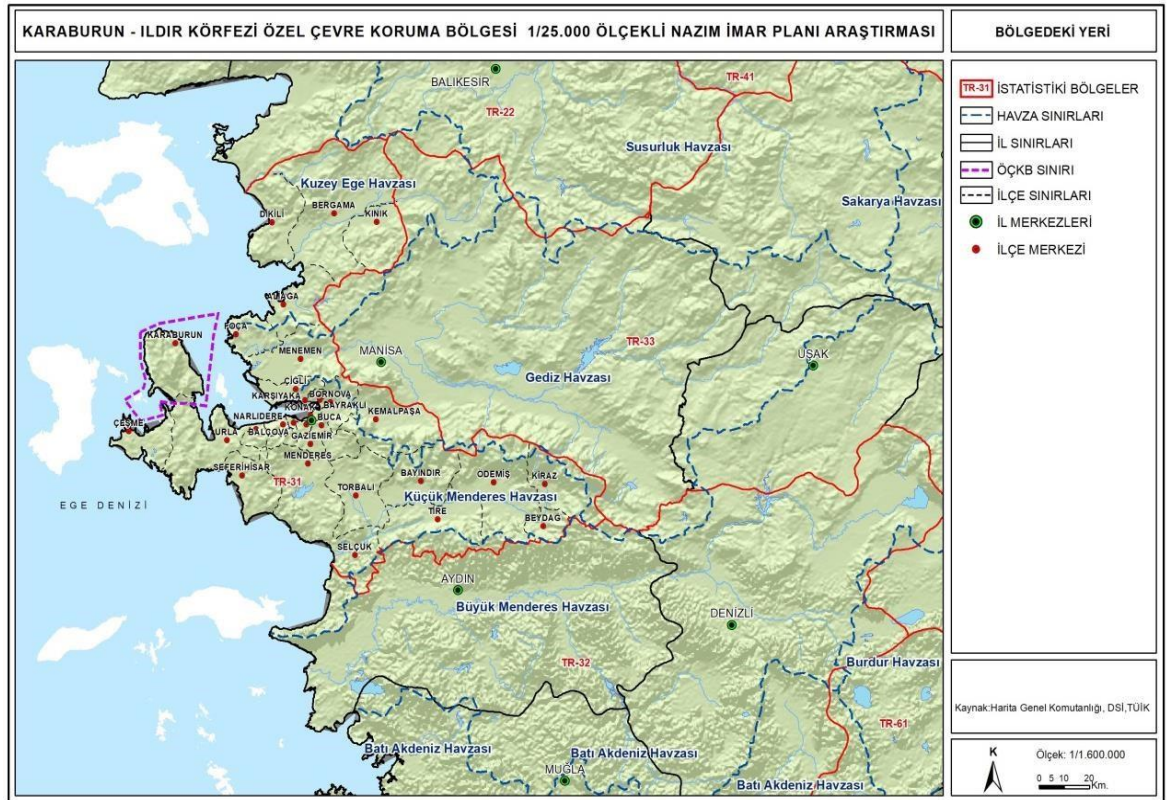 KARABURUN - ILDIR KÖRFEZİ ÖZEL ÇEVRE KORUMA BÖLGESİ 1/25.000 ÖLÇEKLİ NAZIM İMAR PLANI ARAŞTIRMASI
BÖLGEDEKİ YERİ
BALIKESİR
TR-41
TR-22
Susurluk Havzası
Kuzey Ege Havzası
Sakarya Havzası
BERGAMA
DİKİLİ
KINIK
ALİAĞA
FOÇA
KARABURUN
MENEMEN
MANİSA
TR-33
UŞAK
Gediz Havzası
ÇİĞLİ
KARŞIYAKA
BORNOVA
KONAK
BAYRAKLI
NARLIDERE
BUCA
KEMALPAŞA
ÇEŞME
URLA
BALÇOVA
GAZİEMİR
MENDERES
SEFERİHİSAR
TR-31
TORBALI
BAYINDIR
ÖDEMİŞ
KİRAZ
Küçük Menderes Havzası
TİRE
BEYDAĞ
EGE DENİZİ
SELÇUK
AYDIN
Büyük Menderes Havzası
DENİZLİ
TR-32
Burdur Havzası
TR-61
Batı Akdeniz Havzası
Batı Akdeniz Havzası
MUĞLA
Batı Akdeniz Havzası
TR-31 İSTATİSTİKİ BÖLGELER
HAVZA SINIRLARI
İL SINIRLARI
ÖÇKB SINIRI
İLÇE SINIRLARI
İL MERKEZLERİ
İLÇE MERKEZİ
Kaynak:Harita Genel Komutanlığı, DSİ,TÜİK
K
Ölçek: 1/1.600.000
0 5 10 20
Km.